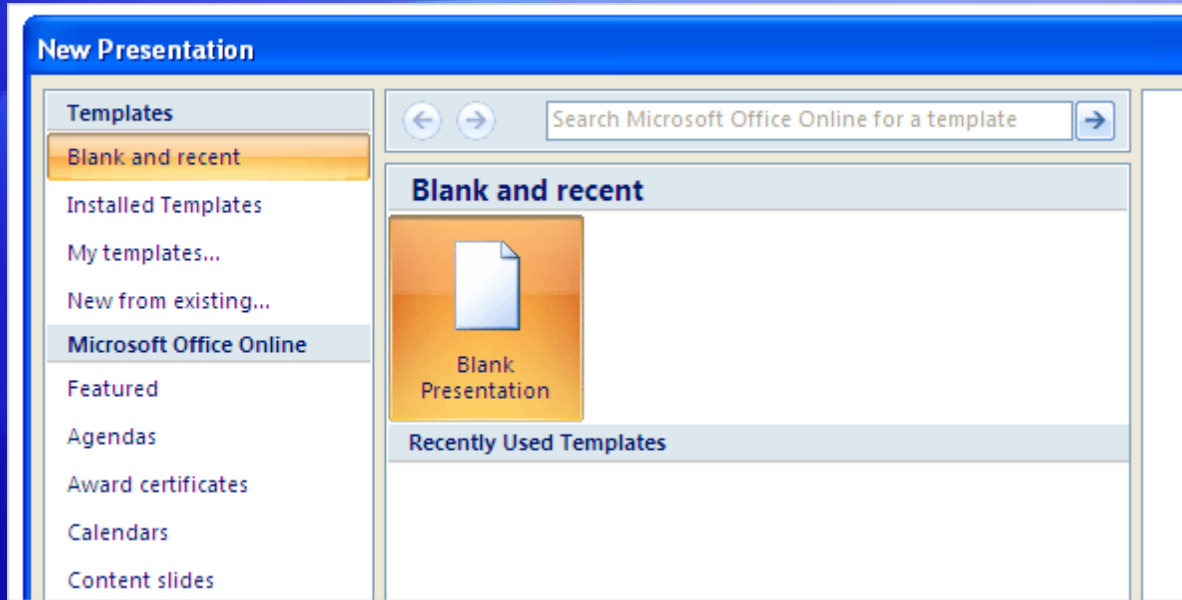 New Presentation
Templates
Blank and recent
Installed Templates
My templates...
New from existing...
Microsoft Office Online
Featured
Agendas
Award certificates
Calendars
Content slides
Search Microsoft Office Online for a template
Blank and recent
Blank
Presentation
Recently Used Templates